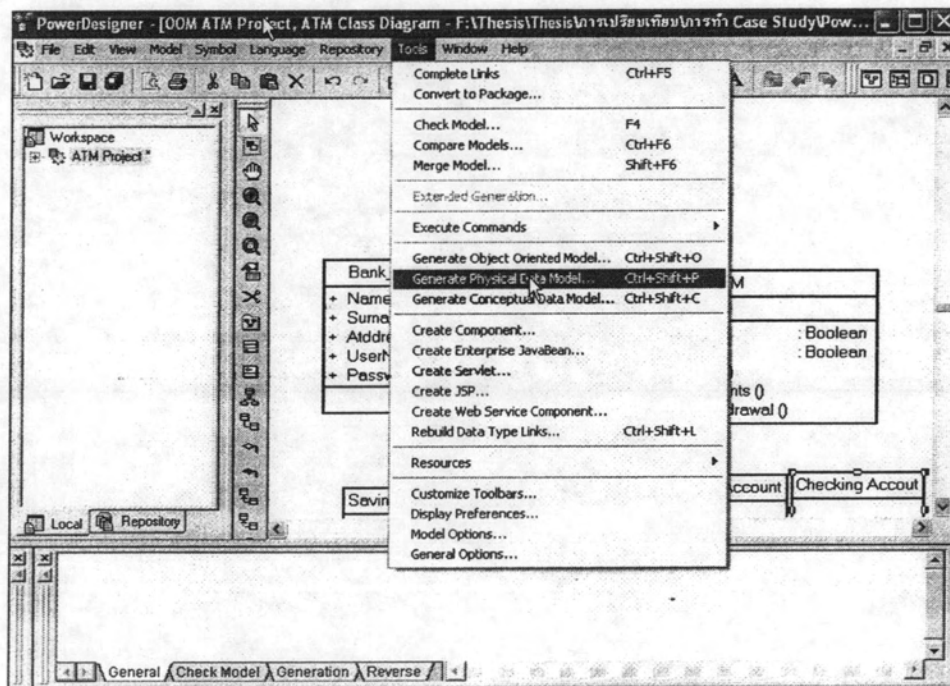 PowerDesigner - [OOM ATM Project, ATM Class Diagram - F:\Thesis\Thesis\การเปรียบเทียบ\การทำ Case Study\Pow...
File Edit View Model Symbol Language Repository Tools Window Help
Workspace
ATM Project *
Local Repository
Complete Links Ctrl+F5
Convert to Package...
Check Model... F4
Compare Models... Ctrl+F6
Merge Model... Shift+F6
Extended Generation...
Execute Commands
Generate Object Oriented Model... Ctrl+Shift+O
Generate Physical Data Model... Ctrl+Shift+P
Generate Conceptual Data Model... Ctrl+Shift+C
Create Component...
Create Enterprise JavaBean...
Create Servlet...
Create JSP...
Create Web Service Component...
Rebuild Data Type Links... Ctrl+Shift+L
Resources
Customize Toolbars...
Display Preferences...
Model Options...
General Options...
Bank_
+ Name
+ Surna
+ Atddre
+ UserN
+ Passw
Savin
M
: Boolean
: Boolean
nts ()
drawal ()
Account
Checking Accout
General Check Model Generation Reverse